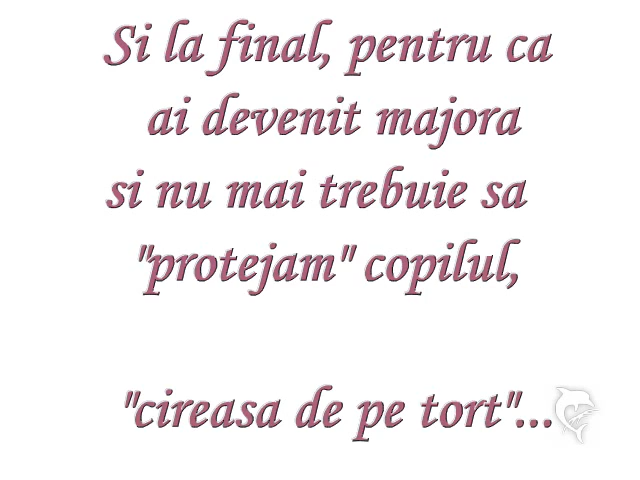 Si la final, pentru ca
ai devenit majora
si nu mai trebuie sa
"protejam" copilul,
"cireasa de pe tort"...